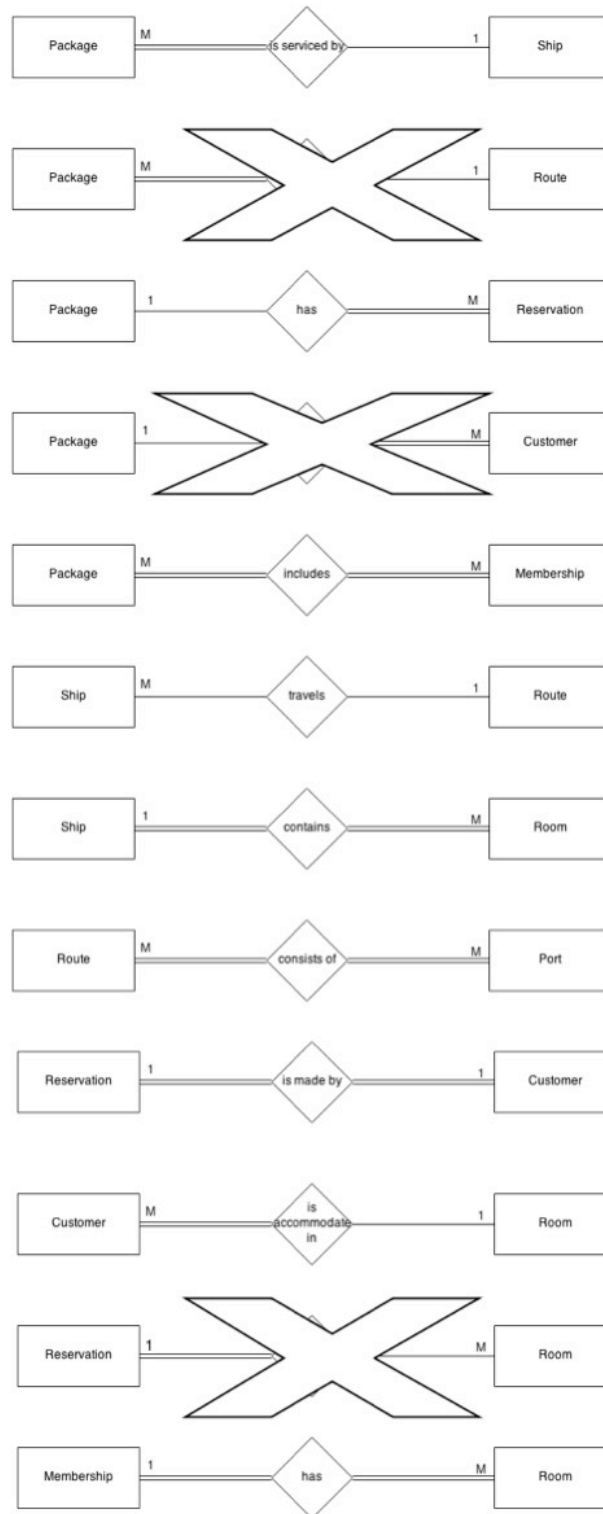 Package M is serviced by 1 Ship
Package M 1 Route
Package 1 has M Reservation
Package 1 M Customer
Package M includes M Membership
Ship M travels 1 Route
Ship 1 contains M Room
Route M consists of M Port
Reservation 1 is made by 1 Customer
Customer M is accommodate in 1 Room
Reservation 1 M Room
Membership 1 has M Room